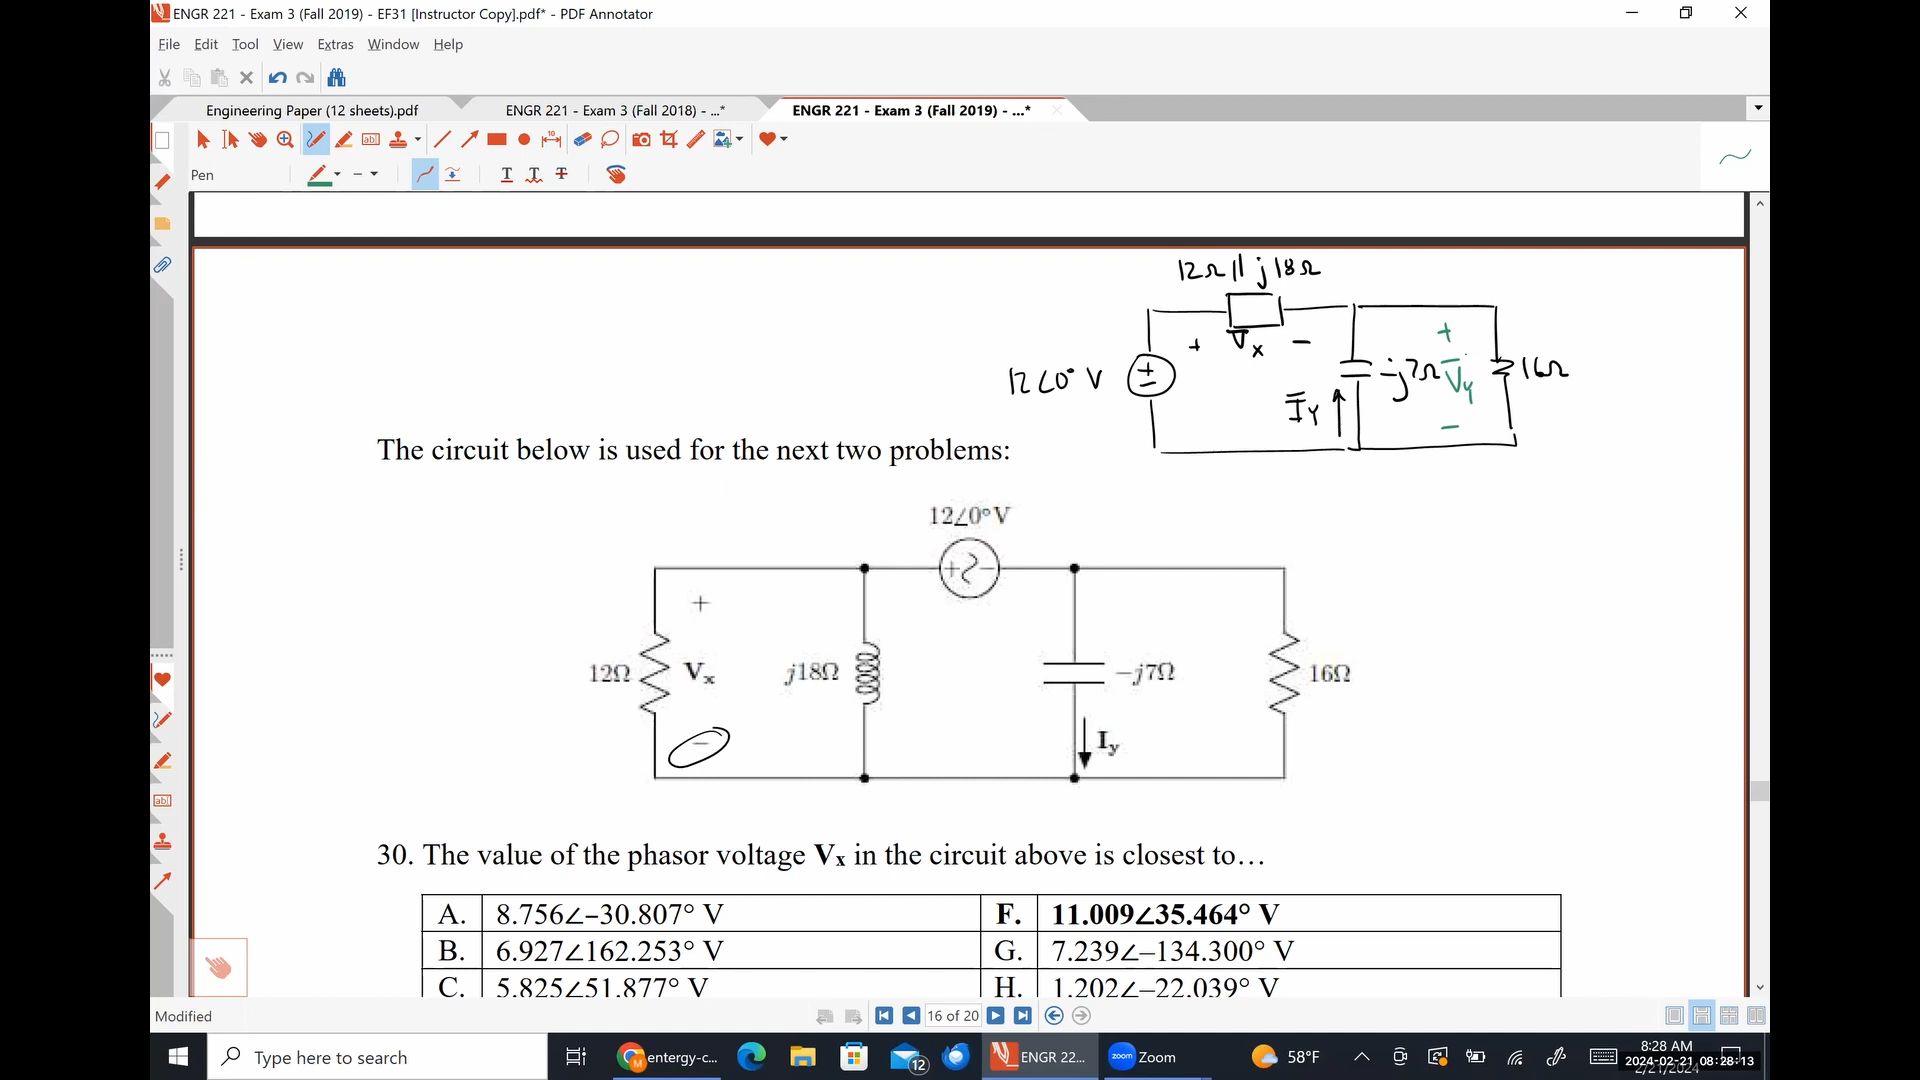 ENGR 221 - Exam 3 (Fall 2019) - EF31 [Instructor Copy].pdf* - PDF Annotator
File Edit Tool View Extras Window Help
Engineering Paper (12 sheets).pdf
ENGR 221 - Exam 3 (Fall 2018) - ...*
ENGR 221 - Exam 3 (Fall 2019) - ...*
Pen
12Ω || j18Ω
+ V̅x −
12∠0° V
I̅y
-j7Ω
+
V̅y
−
16Ω
The circuit below is used for the next two problems:
12∠0°V
+ −
+
12Ω
Vx
−
j18Ω
−j7Ω
Iy
16Ω
30. The value of the phasor voltage Vx in the circuit above is closest to…
A. 8.756∠−30.807° V F. 11.009∠35.464° V
B. 6.927∠162.253° V G. 7.239∠−134.300° V
C. 5.825∠51.877° V H. 1.202∠−22.039° V
Modified
16 of 20
Type here to search
entergy-c...
12
ENGR 22...
zoom
Zoom
58°F
8:28 AM
2024-02-21, 08:28:13
2/21/2024